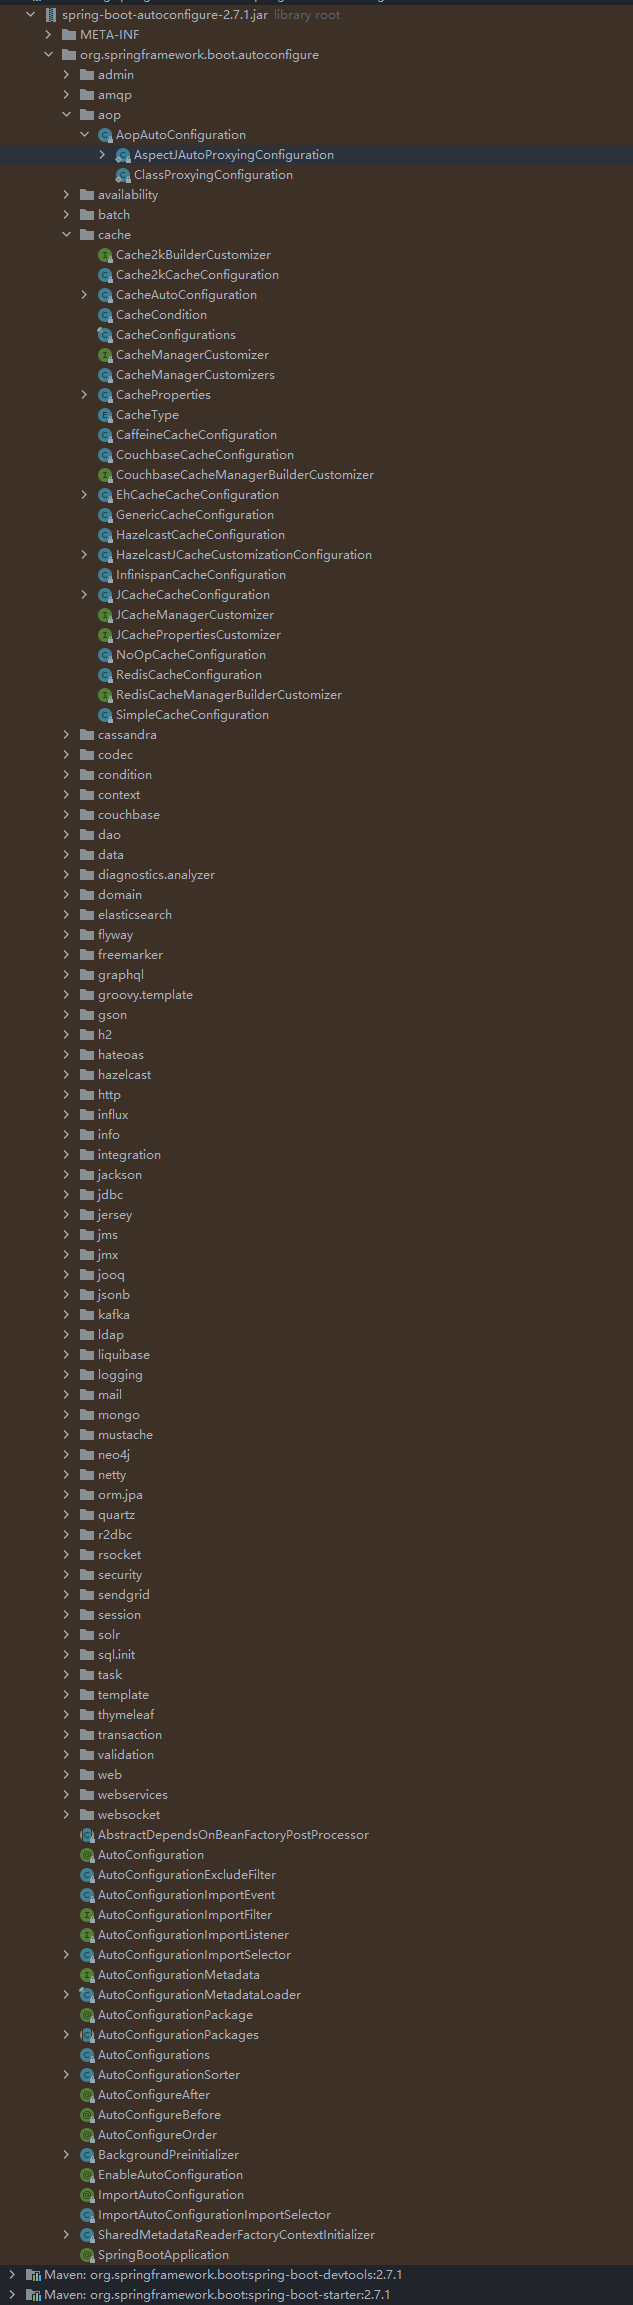 spring-boot-autoconfigure-2.7.1.jar library root
META-INF
org.springframework.boot.autoconfigure
admin
amqp
aop
AopAutoConfiguration
AspectJAutoProxyingConfiguration
ClassProxyingConfiguration
availability
batch
cache
Cache2kBuilderCustomizer
Cache2kCacheConfiguration
CacheAutoConfiguration
CacheCondition
CacheConfigurations
CacheManagerCustomizer
CacheManagerCustomizers
CacheProperties
CacheType
CaffeineCacheConfiguration
CouchbaseCacheConfiguration
CouchbaseCacheManagerBuilderCustomizer
EhCacheCacheConfiguration
GenericCacheConfiguration
HazelcastCacheConfiguration
HazelcastJCacheCustomizationConfiguration
InfinispanCacheConfiguration
JCacheCacheConfiguration
JCacheManagerCustomizer
JCachePropertiesCustomizer
NoOpCacheConfiguration
RedisCacheConfiguration
RedisCacheManagerBuilderCustomizer
SimpleCacheConfiguration
cassandra
codec
condition
context
couchbase
dao
data
diagnostics.analyzer
domain
elasticsearch
flyway
freemarker
graphql
groovy.template
gson
h2
hateoas
hazelcast
http
influx
info
integration
jackson
jdbc
jersey
jms
jmx
jooq
jsonb
kafka
ldap
liquibase
logging
mail
mongo
mustache
neo4j
netty
orm.jpa
quartz
r2dbc
rsocket
security
sendgrid
session
solr
sql.init
task
template
thymeleaf
transaction
validation
web
webservices
websocket
AbstractDependsOnBeanFactoryPostProcessor
AutoConfiguration
AutoConfigurationExcludeFilter
AutoConfigurationImportEvent
AutoConfigurationImportFilter
AutoConfigurationImportListener
AutoConfigurationImportSelector
AutoConfigurationMetadata
AutoConfigurationMetadataLoader
AutoConfigurationPackage
AutoConfigurationPackages
AutoConfigurations
AutoConfigurationSorter
AutoConfigureAfter
AutoConfigureBefore
AutoConfigureOrder
BackgroundPreinitializer
EnableAutoConfiguration
ImportAutoConfiguration
ImportAutoConfigurationImportSelector
SharedMetadataReaderFactoryContextInitializer
SpringBootApplication
Maven: org.springframework.boot:spring-boot-devtools:2.7.1
Maven: org.springframework.boot:spring-boot-starter:2.7.1